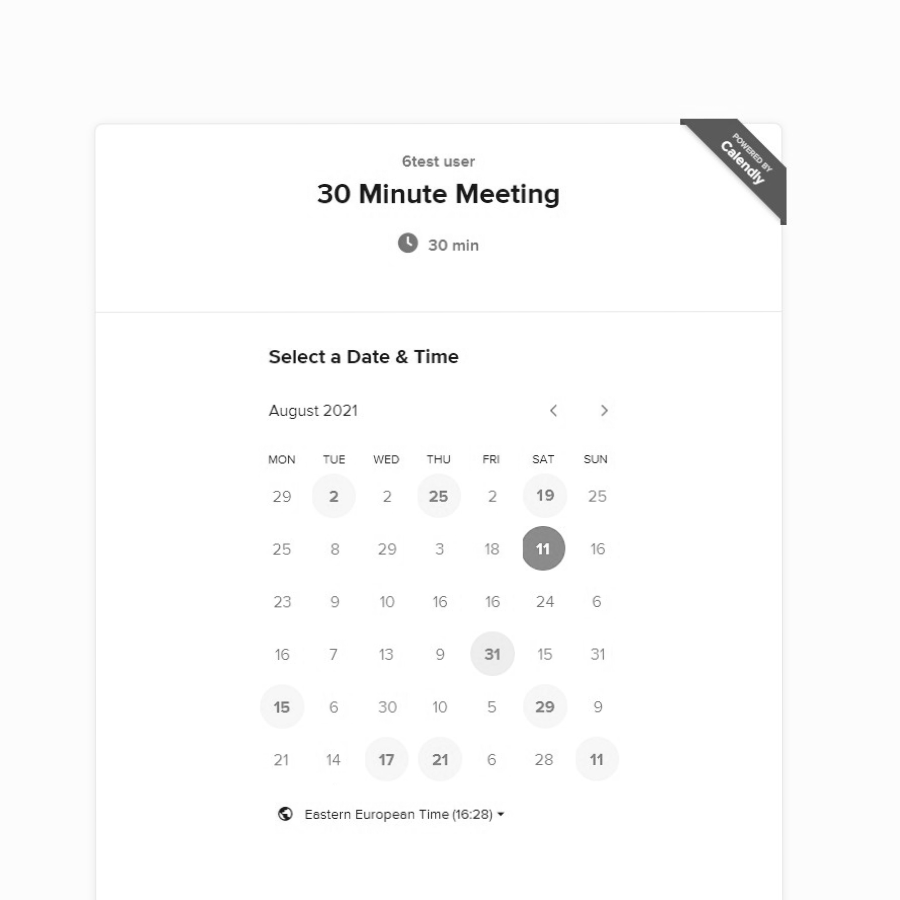 POWERED BY
Calendly
6test user
30 Minute Meeting
30 min
Select a Date & Time
August 2021
MON TUE WED THU FRI SAT SUN
29 2 2 25 2 19 25
25 8 29 3 18 11 16
23 9 10 16 16 24 6
16 7 13 9 31 15 31
15 6 30 10 5 29 9
21 14 17 21 6 28 11
Eastern European Time (16:28)